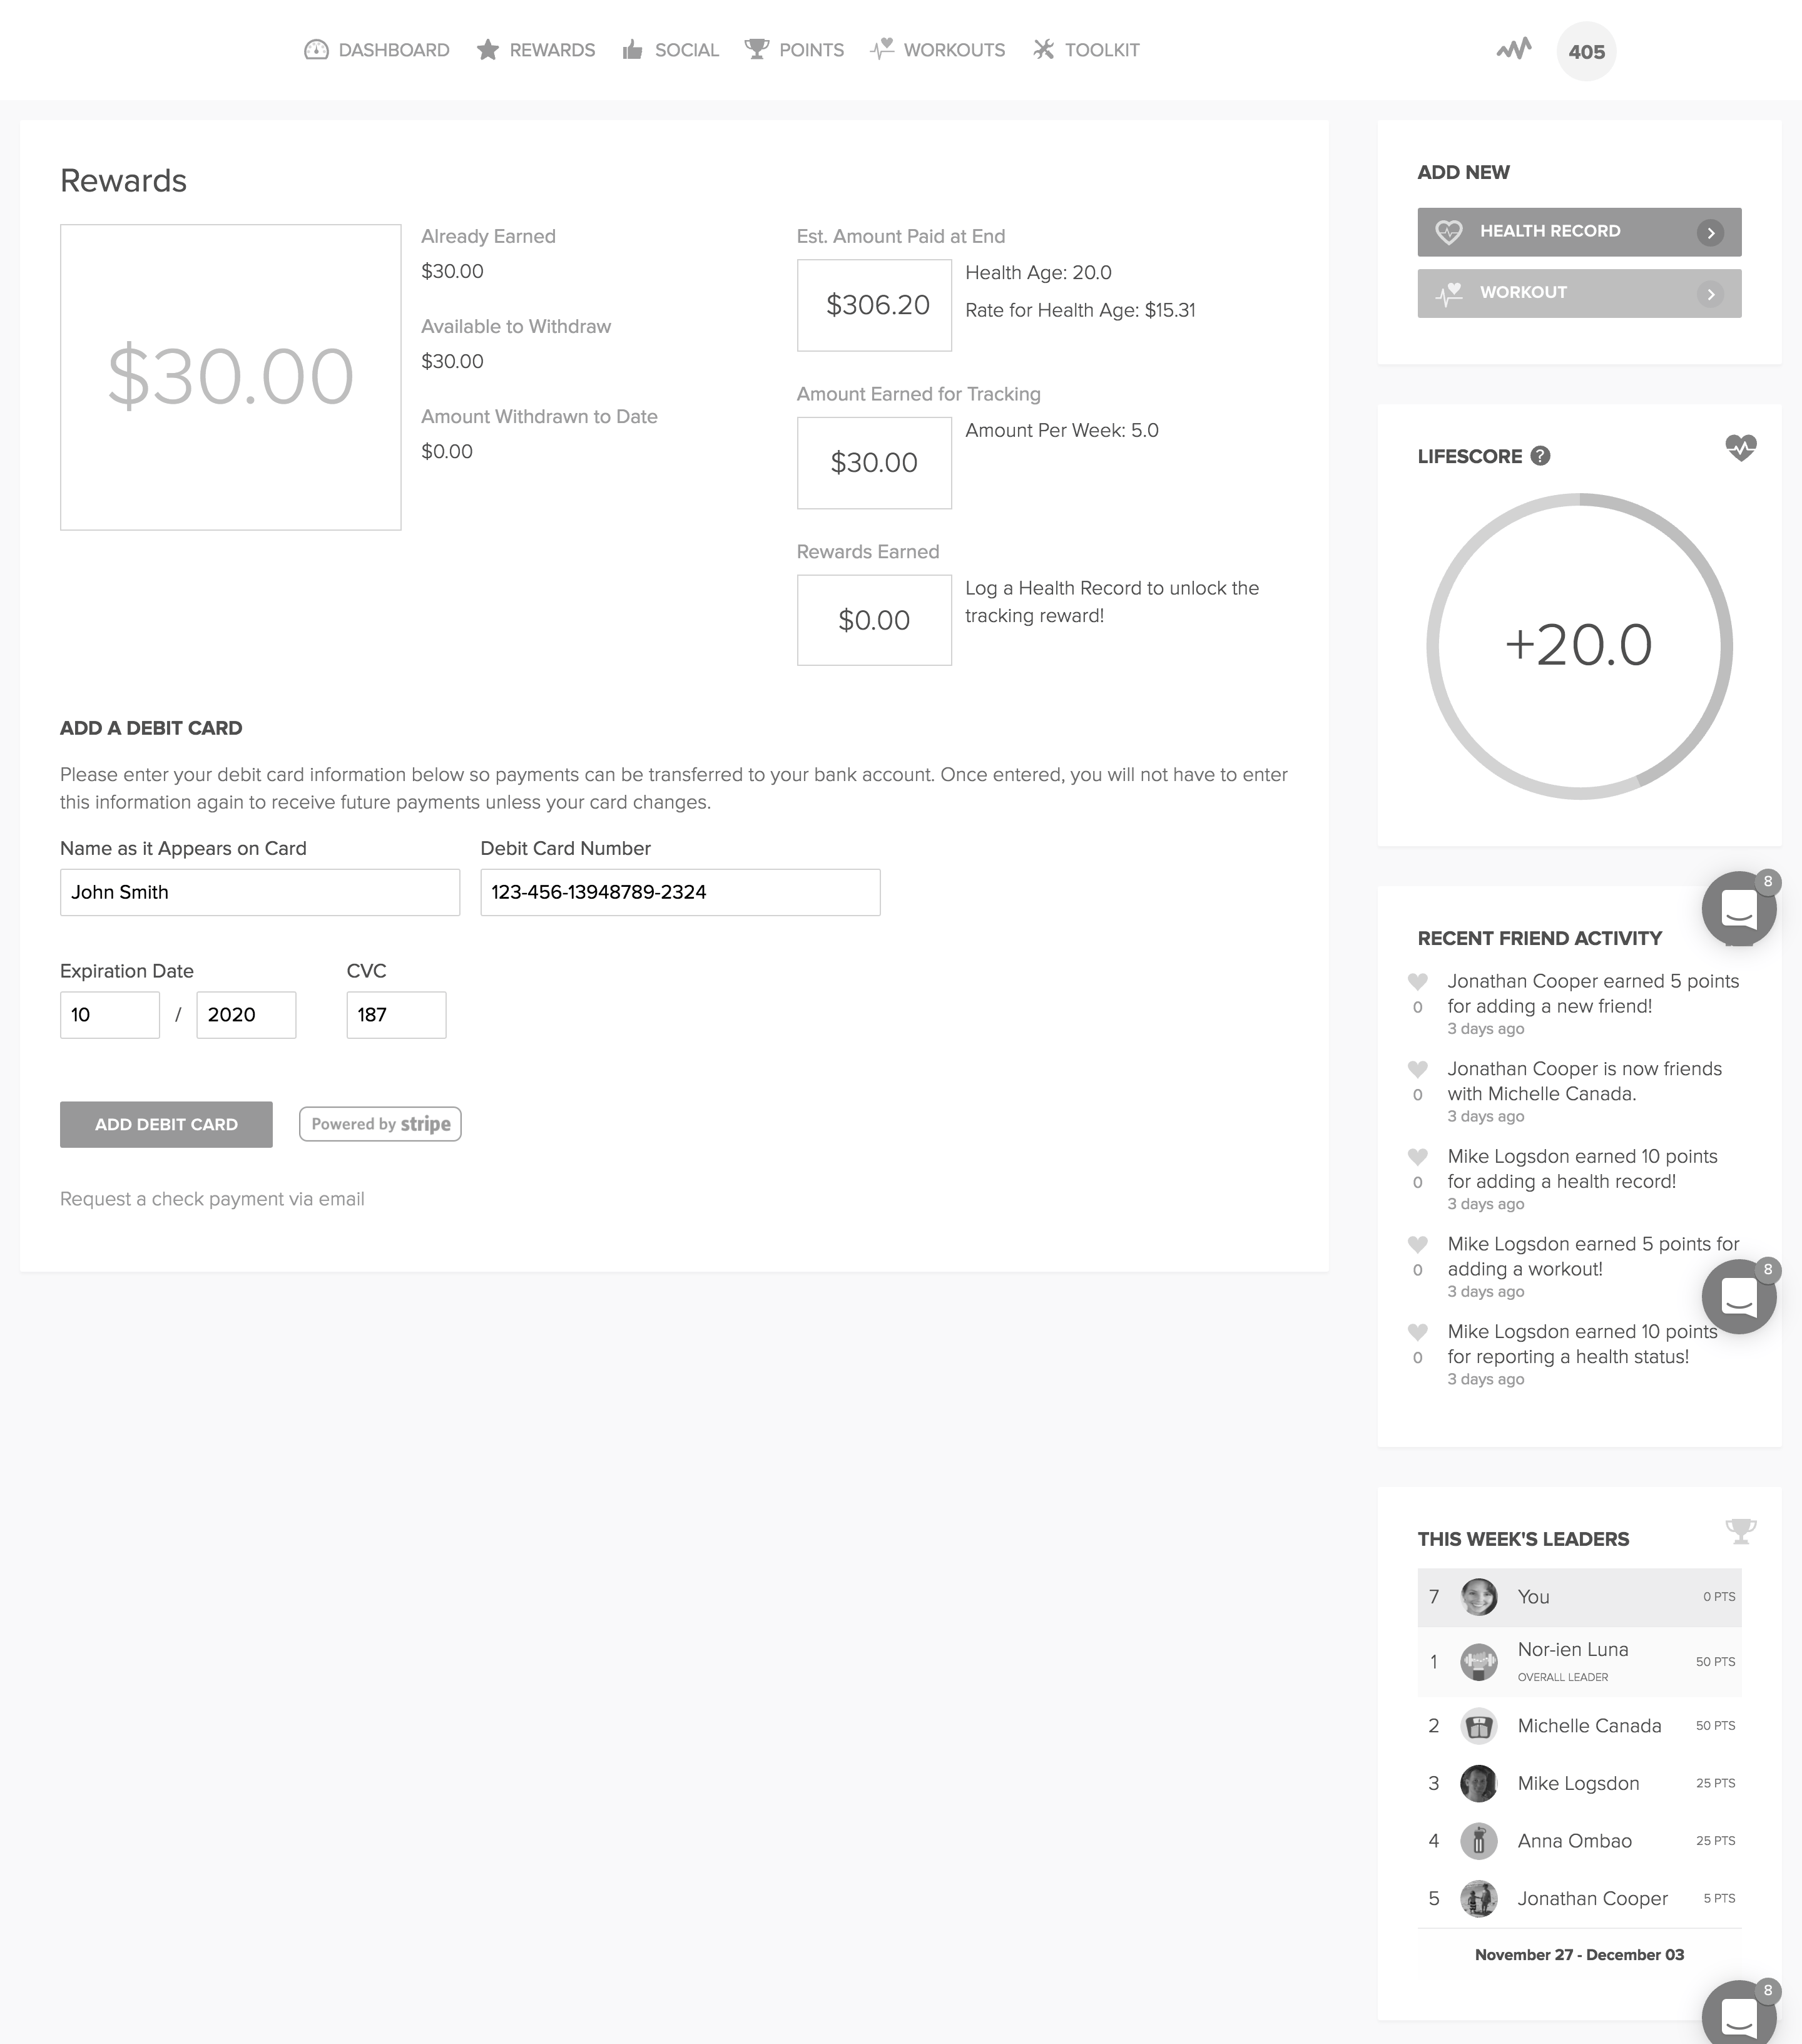 DASHBOARD
REWARDS
SOCIAL
POINTS
WORKOUTS
TOOLKIT
405
Rewards
$30.00
Already Earned
$30.00
Available to Withdraw
$30.00
Amount Withdrawn to Date
$0.00
Est. Amount Paid at End
$306.20
Health Age: 20.0
Rate for Health Age: $15.31
Amount Earned for Tracking
$30.00
Amount Per Week: 5.0
Rewards Earned
$0.00
Log a Health Record to unlock the
tracking reward!
ADD A DEBIT CARD
Please enter your debit card information below so payments can be transferred to your bank account. Once entered, you will not have to enter
this information again to receive future payments unless your card changes.
Name as it Appears on Card
John Smith
Debit Card Number
123-456-13948789-2324
Expiration Date
10 / 2020
CVC
187
ADD DEBIT CARD
Powered by stripe
Request a check payment via email
ADD NEW
HEALTH RECORD
WORKOUT
LIFESCORE ?
+20.0
8
RECENT FRIEND ACTIVITY
Jonathan Cooper earned 5 points
0 for adding a new friend!
3 days ago
Jonathan Cooper is now friends
0 with Michelle Canada.
3 days ago
Mike Logsdon earned 10 points
0 for adding a health record!
3 days ago
Mike Logsdon earned 5 points for
0 adding a workout!
8
3 days ago
Mike Logsdon earned 10 points
0 for reporting a health status!
3 days ago
THIS WEEK'S LEADERS
7 You 0 PTS
1 Nor-ien Luna 50 PTS
OVERALL LEADER
2 Michelle Canada 50 PTS
3 Mike Logsdon 25 PTS
4 Anna Ombao 25 PTS
5 Jonathan Cooper 5 PTS
November 27 - December 03
8